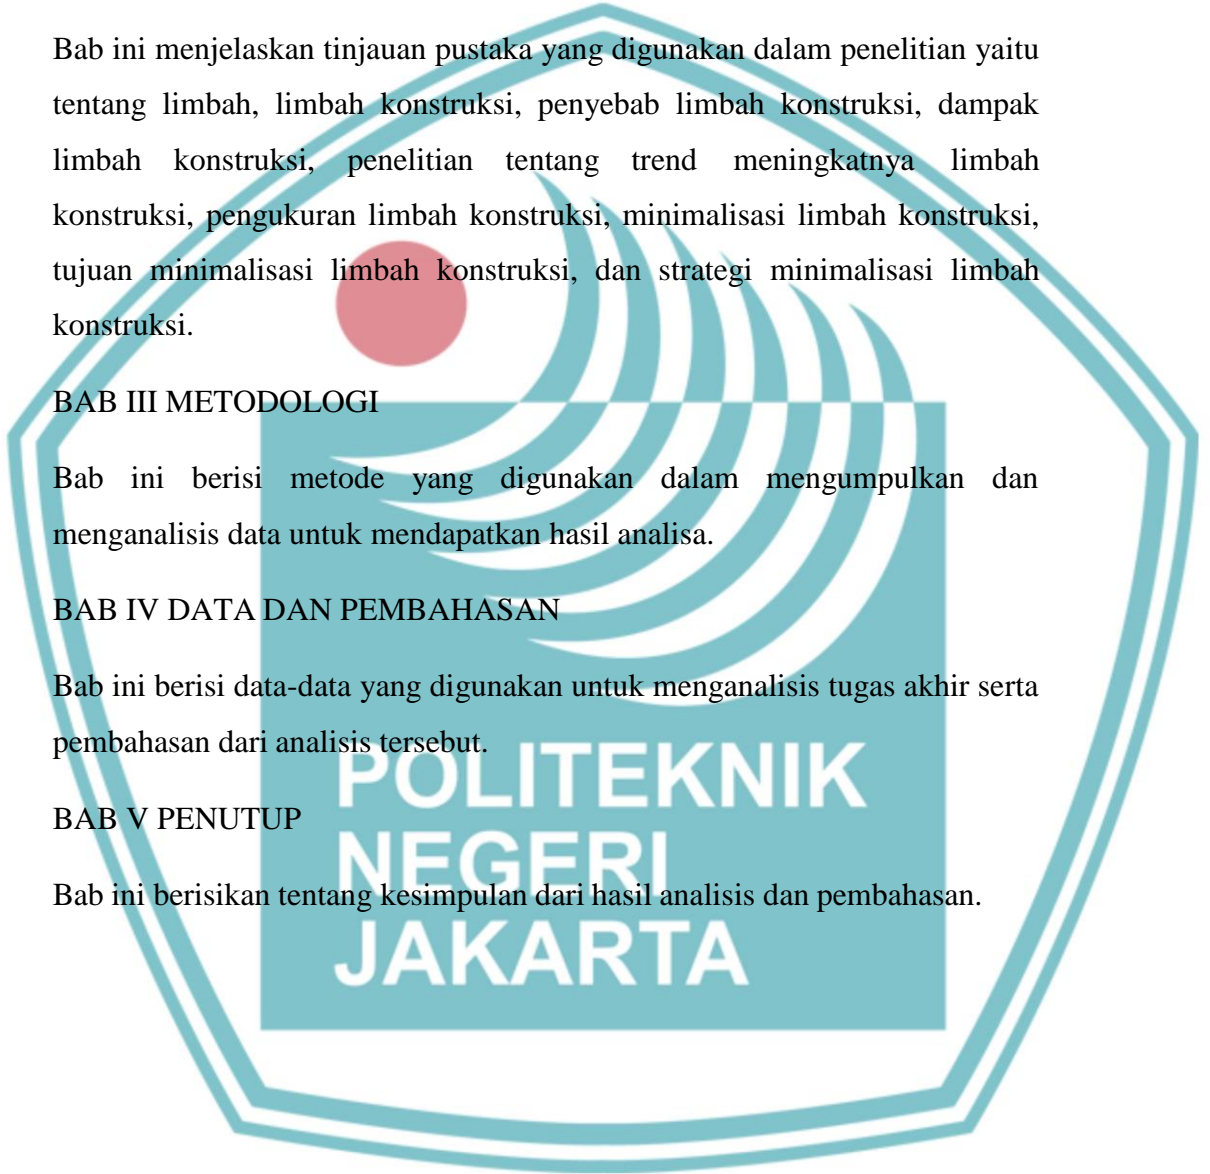 Bab ini menjelaskan tinjauan pustaka yang digunakan dalam penelitian yaitu
tentang limbah, limbah konstruksi, penyebab limbah konstruksi, dampak
limbah konstruksi, penelitian tentang trend meningkatnya limbah
konstruksi, pengukuran limbah konstruksi, minimalisasi limbah konstruksi,
tujuan minimalisasi limbah konstruksi, dan strategi minimalisasi limbah
konstruksi.
BAB III METODOLOGI
Bab ini berisi metode yang digunakan dalam mengumpulkan dan
menganalisis data untuk mendapatkan hasil analisa.
BAB IV DATA DAN PEMBAHASAN
Bab ini berisi data-data yang digunakan untuk menganalisis tugas akhir serta
pembahasan dari analisis tersebut.
POLITEKNIK
BAB V PENUTUP
NEGERI
Bab ini berisikan tentang kesimpulan dari hasil analisis dan pembahasan.
JAKARTA